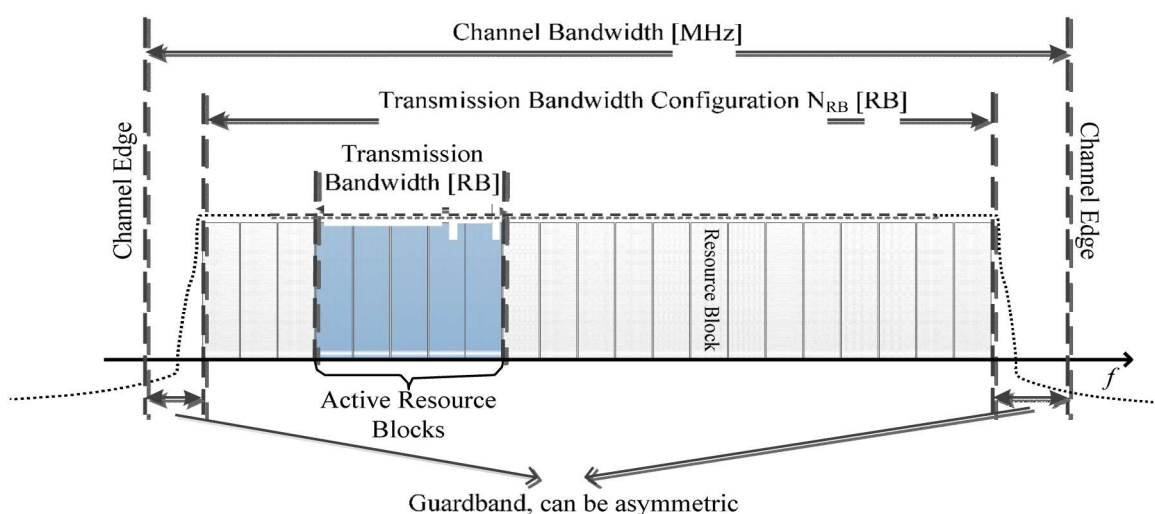 Channel Bandwidth [MHz]
Transmission Bandwidth Configuration N_RB [RB]
Channel Edge
Transmission
Bandwidth [RB]
Channel Edge
Resource Block
f
Active Resource
Blocks
Guardband, can be asymmetric